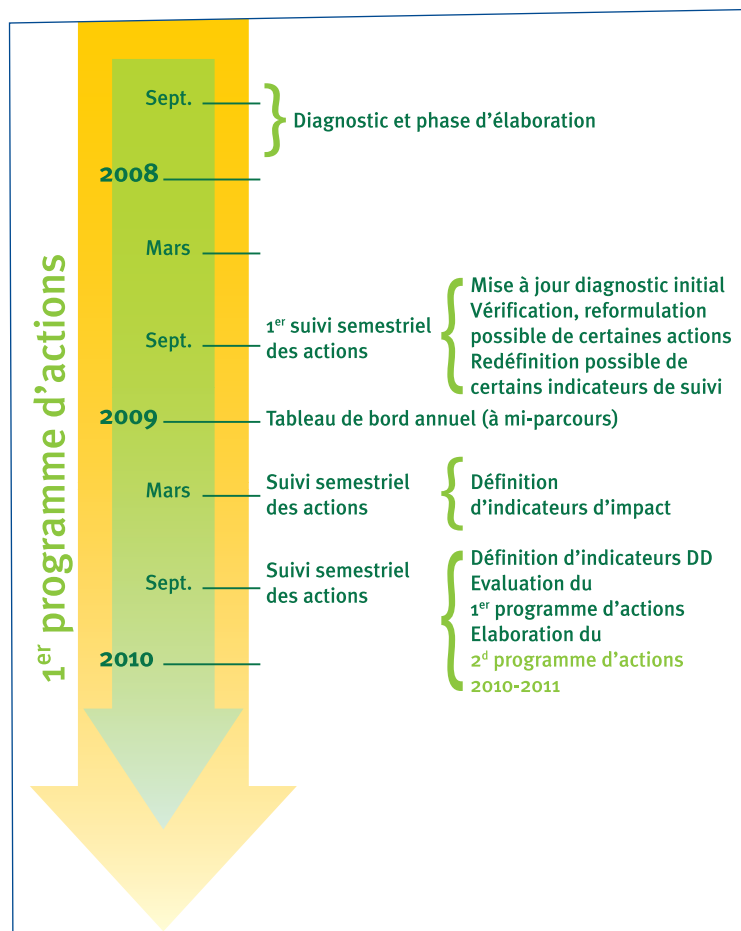 1er programme d'actions
Sept.
Diagnostic et phase d'élaboration
2008
Mars
Sept.
1er suivi semestriel
des actions
Mise à jour diagnostic initial
Vérification, reformulation
possible de certaines actions
Redéfinition possible de
certains indicateurs de suivi
2009
Tableau de bord annuel (à mi-parcours)
Mars
Suivi semestriel
des actions
Définition
d'indicateurs d'impact
Sept.
Suivi semestriel
des actions
Définition d'indicateurs DD
Evaluation du
1er programme d'actions
Elaboration du
2d programme d'actions
2010-2011
2010